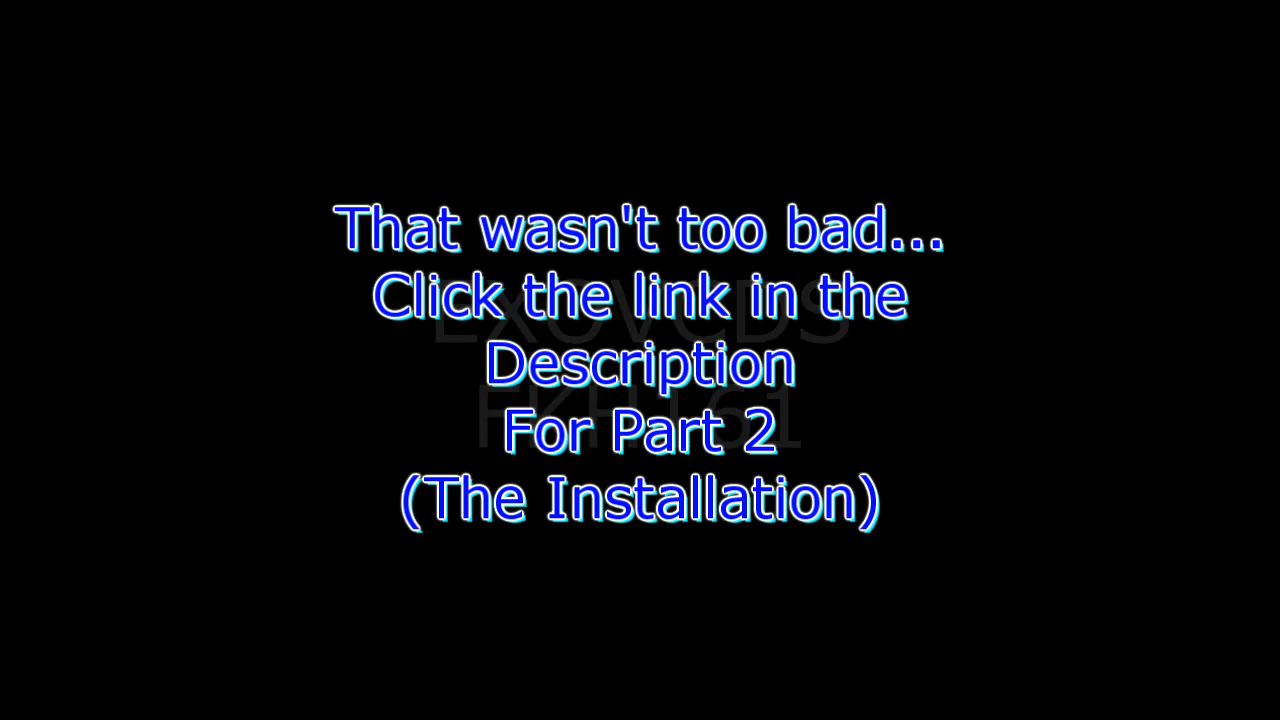 That wasn't too bad...
Click the link in the
Description
For Part 2
(The Installation)